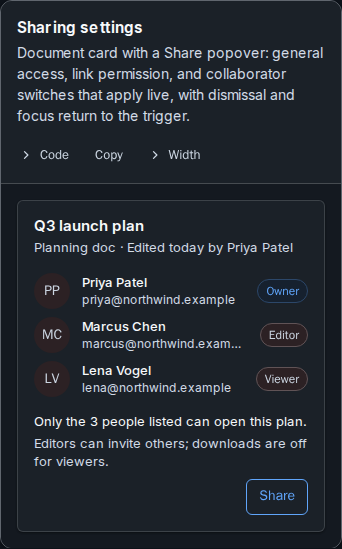 Sharing settings
Document card with a Share popover: general
access, link permission, and collaborator
switches that apply live, with dismissal and
focus return to the trigger.
Code Copy Width
Q3 launch plan
Planning doc · Edited today by Priya Patel
PP Priya Patel Owner
priya@northwind.example
MC Marcus Chen Editor
marcus@northwind.exam...
LV Lena Vogel Viewer
lena@northwind.example
Only the 3 people listed can open this plan.
Editors can invite others; downloads are off
for viewers.
Share